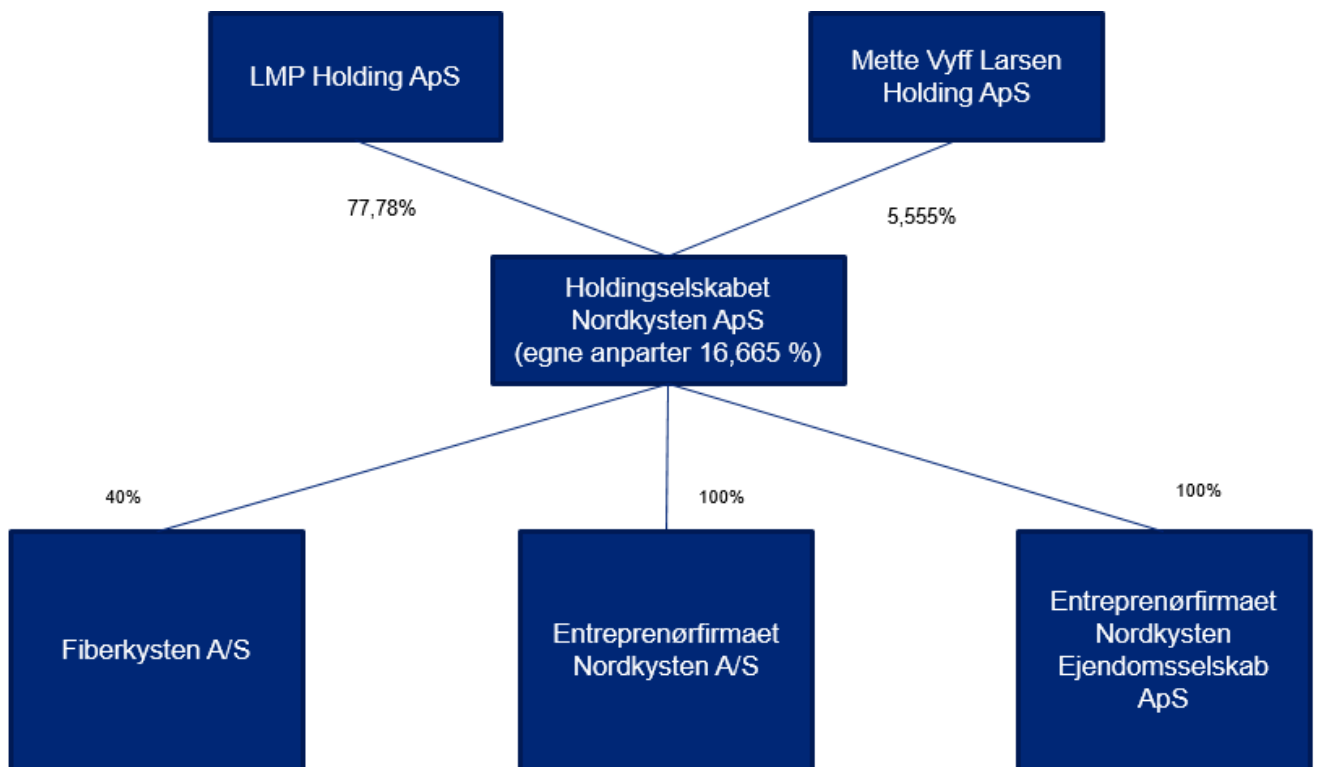 LMP Holding ApS
Mette Vyff Larsen
Holding ApS
77,78%
5,555%
Holdingselskabet
Nordkysten ApS
(egne anparter 16,665 %)
40%
100%
100%
Fiberkysten A/S
Entreprenørfirmaet
Nordkysten A/S
Entreprenørfirmaet
Nordkysten
Ejendomsselskab
ApS